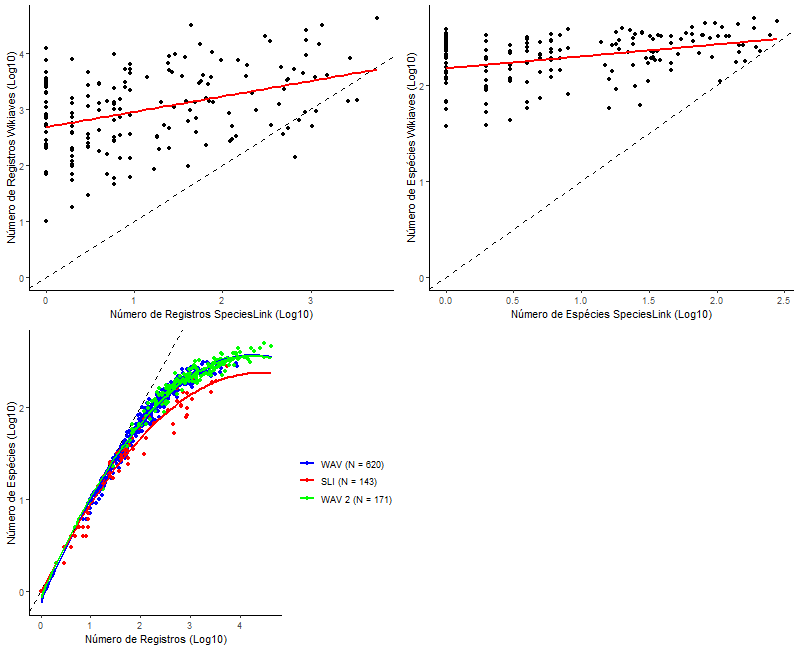 Número de Registros Wikiaves (Log10)
4
3
2
1
0
0 1 2 3
Número de Registros SpeciesLink (Log10)
Número de Espécies Wikiaves (Log10)
2
1
0
0.0 0.5 1.0 1.5 2.0 2.5
Número de Espécies SpeciesLink (Log10)
Número de Espécies (Log10)
2
1
0
0 1 2 3 4
Número de Registros (Log10)
WAV (N = 620)
SLI (N = 143)
WAV 2 (N = 171)